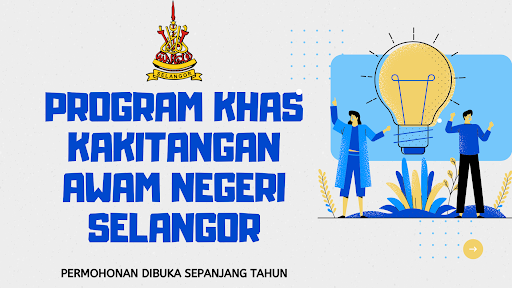 SELANGOR
PROGRAM KHAS
KAKITANGAN
AWAM NEGERI
SELANGOR
PERMOHONAN DIBUKA SEPANJANG TAHUN